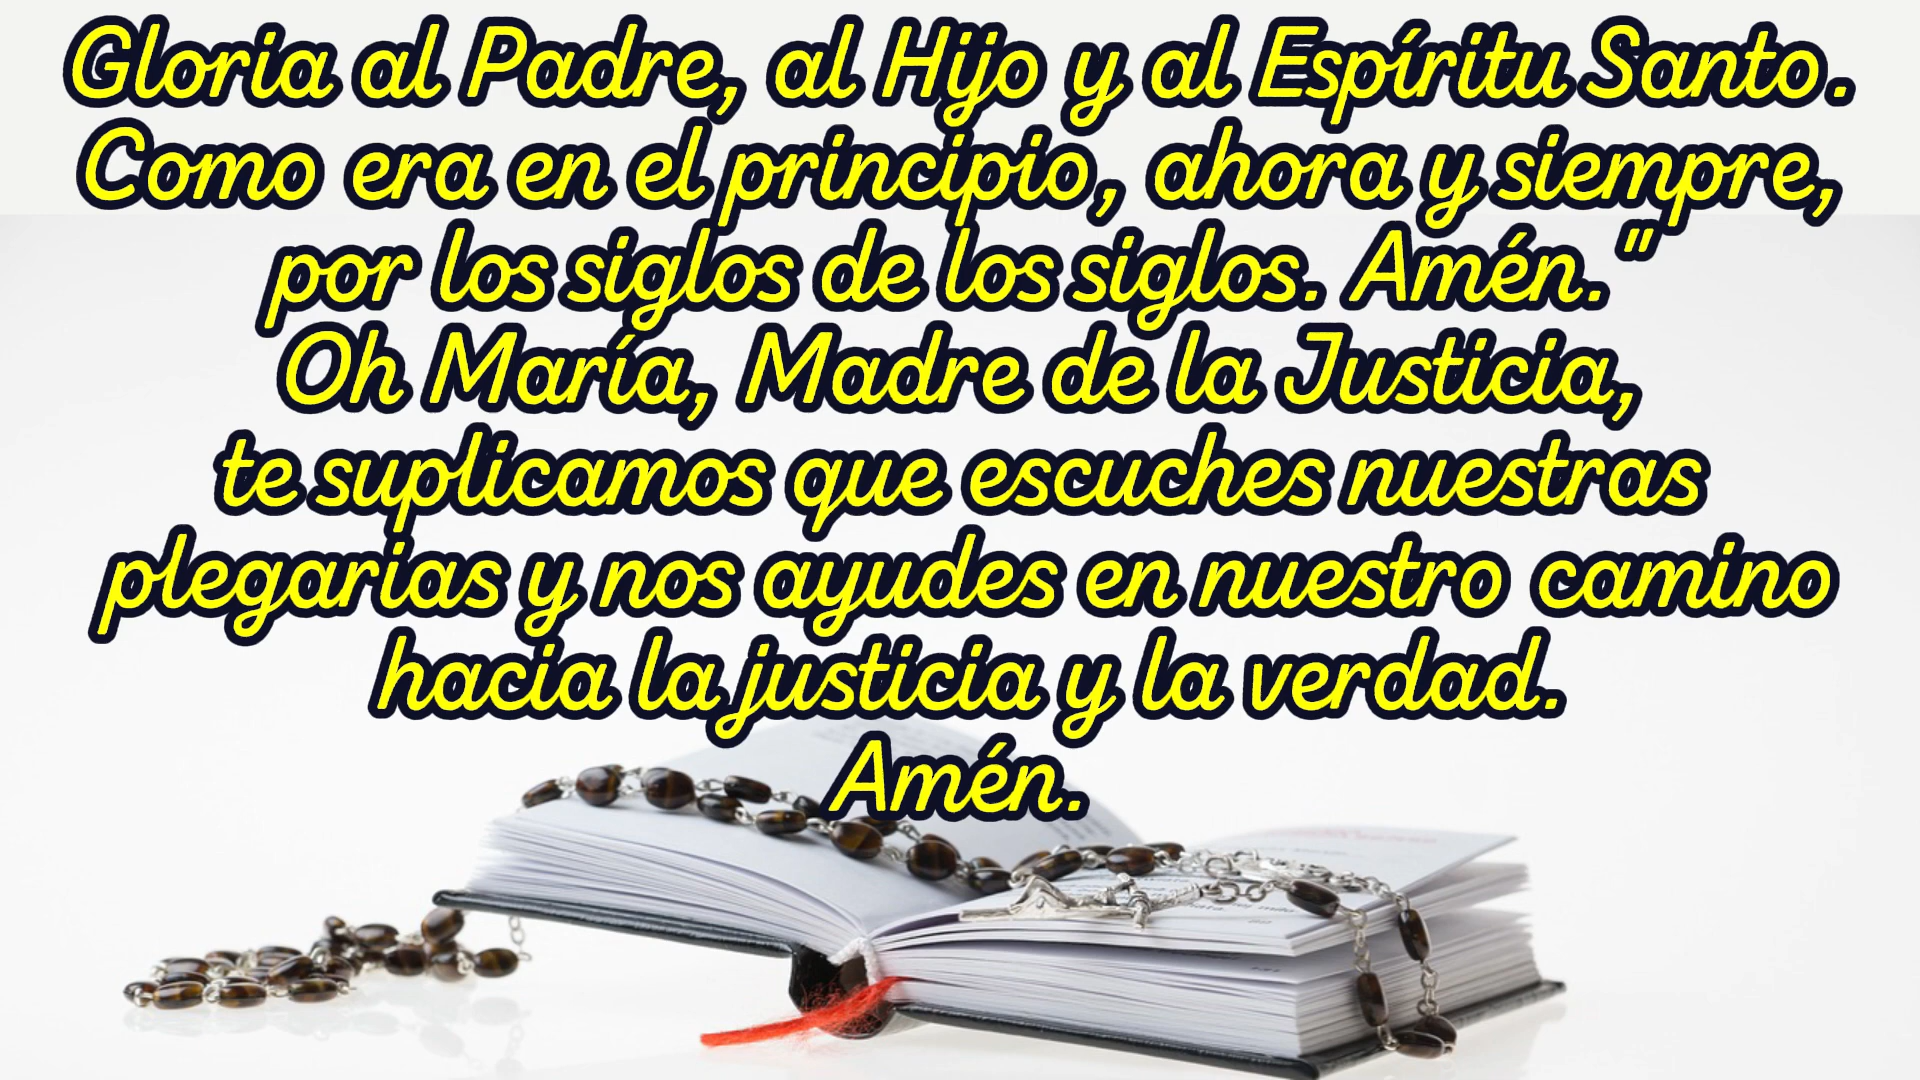 Gloria al Padre, al Hijo y al Espíritu Santo.
Como era en el principio, ahora y siempre,
por los siglos de los siglos. Amén."
Oh María, Madre de la Justicia,
te suplicamos que escuches nuestras
plegarias y nos ayudes en nuestro camino
hacia la justicia y la verdad.
Amén.